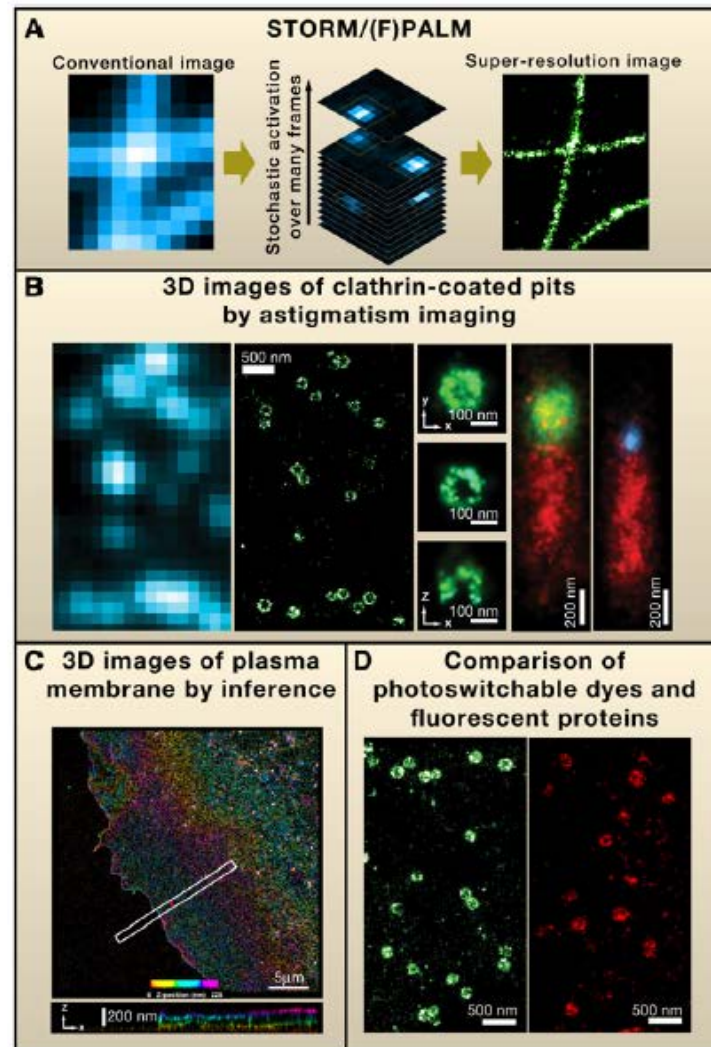 A
STORM/(F)PALM
Conventional image
Stochastic activation
over many frames
Super-resolution image
B
3D images of clathrin-coated pits
by astigmatism imaging
500 nm
y
x
100 nm
100 nm
z
x
100 nm
200 nm
200 nm
C
3D images of plasma
membrane by inference
Z position (nm)
5μm
z
x
200 nm
D
Comparison of
photoswitchable dyes and
fluorescent proteins
500 nm
500 nm